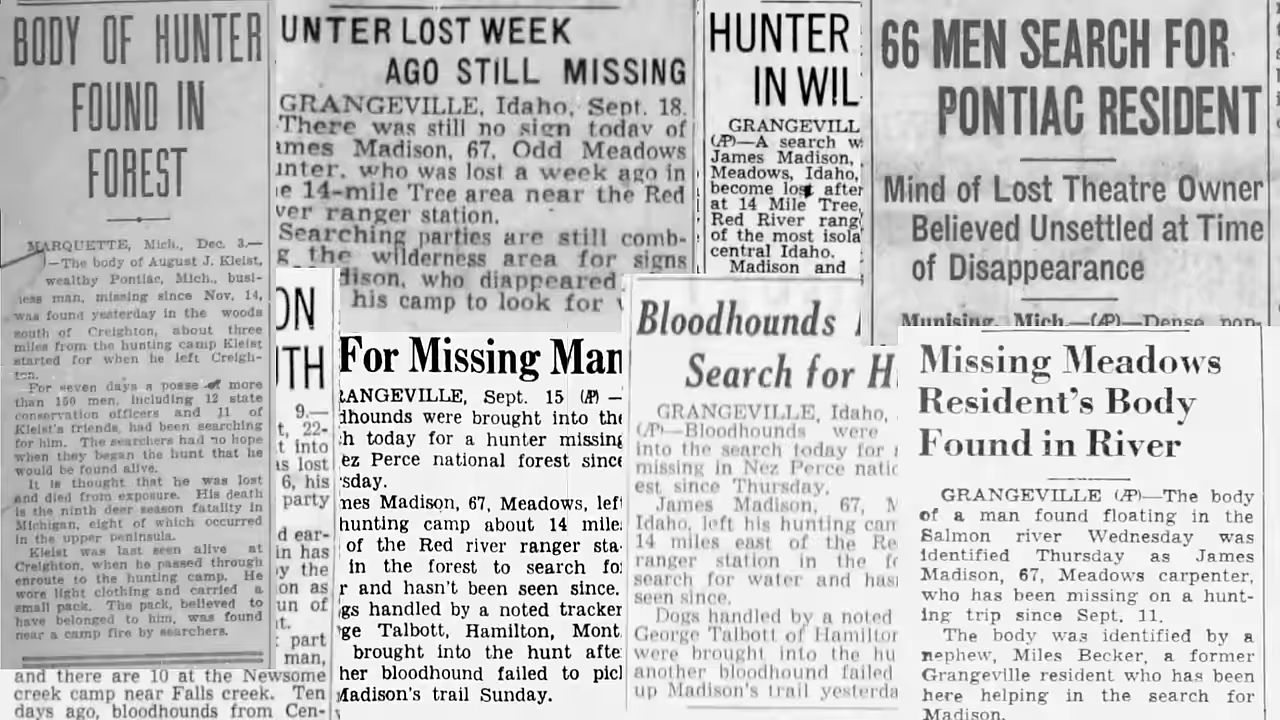 BODY OF HUNTER
FOUND IN
FOREST
MARQUETTE, Mich., Dec. 3.—
—The body of August J. Kleist,
wealthy Pontiac, Mich., busi-
ness man, missing since Nov. 14,
was found yesterday in the woods
south of Creighton, about three
miles from the hunting camp Kleist
started for when he left Creigh-
ton.
For seven days a posse of more
than 150 men, including 12 state
conservation officers and 11 of
Kleist's friends, had been searching
for him. The searchers had no hope
when they began the hunt that he
would be found alive.
It is thought that he was lost
and died from exposure. His death
is the ninth deer season fatality in
Michigan, eight of which occurred
in the upper peninsula.
Kleist was last seen alive at
Creighton, when he passed through
enroute to the hunting camp. He
wore light clothing and carried a
small pack. The pack, believed to
have belonged to him, was found
near a camp fire by searchers.
and there are 10 at the Newsome
creek camp near Falls creek. Ten
days ago, bloodhounds from Cen-
UNTER LOST WEEK
AGO STILL MISSING
GRANGEVILLE, Idaho, Sept. 18.
There was still no sign today of
ames Madison, 67, Odd Meadows
unter, who was lost a week ago in
e 14-mile Tree area near the Red
ver ranger station.
Searching parties are still comb-
g the wilderness area for signs
dison, who diappeared
his camp to look for
HUNTER
IN WIL
GRANGEVILL
(AP)—A search w
James Madison,
Meadows, Idaho,
become lost after
at 14 Mile Tree,
Red River rang
of the most isola
central Idaho.
Madison and
66 MEN SEARCH FOR
PONTIAC RESIDENT
Mind of Lost Theatre Owner
Believed Unsettled at Time
of Disappearance
Munising, Mich.—(AP)—Dense pop-
ON
TH
9.—
t, 22-
t into
as lost
6, his
party
d ear-
in has
y the
on as
un of
t.
part
man,
For Missing Man
RANGEVILLE, Sept. 15 (AP) —
dhounds were brought into the
h today for a hunter missing
ez Perce national forest since
sday.
mes Madison, 67, Meadows, left
hunting camp about 14 mile
of the Red river ranger sta-
in the forest to search fo
r and hasn't been seen since.
gs handled by a noted tracker
ge Talbott, Hamilton, Mont.
brought into the hunt afte
her bloodhound failed to pic
Madison's trail Sunday.
Bloodhounds
Search for H
GRANGEVILLE, Idaho,
(AP)—Bloodhounds were
into the search today for
missing in Nez Perce natio
est since Thursday.
James Madison, 67, M
Idaho, left his hunting cam
14 miles east of the Re
ranger station in the fo
search for water and has
seen since.
Dogs handled by a noted
George Talbott of Hamilton
were brought into the hu
another bloodhound failed
up Madison's trail yesterda
Missing Meadows
Resident's Body
Found in River
GRANGEVILLE (AP)—The body
of a man found floating in the
Salmon river Wednesday was
identified Thursday as James
Madison, 67, Meadows carpenter,
who has been missing on a hunt-
ing trip since Sept. 11.
The body was identified by a
nephew, Miles Becker, a former
Grangeville resident who has been
here helping in the search for
Madison.